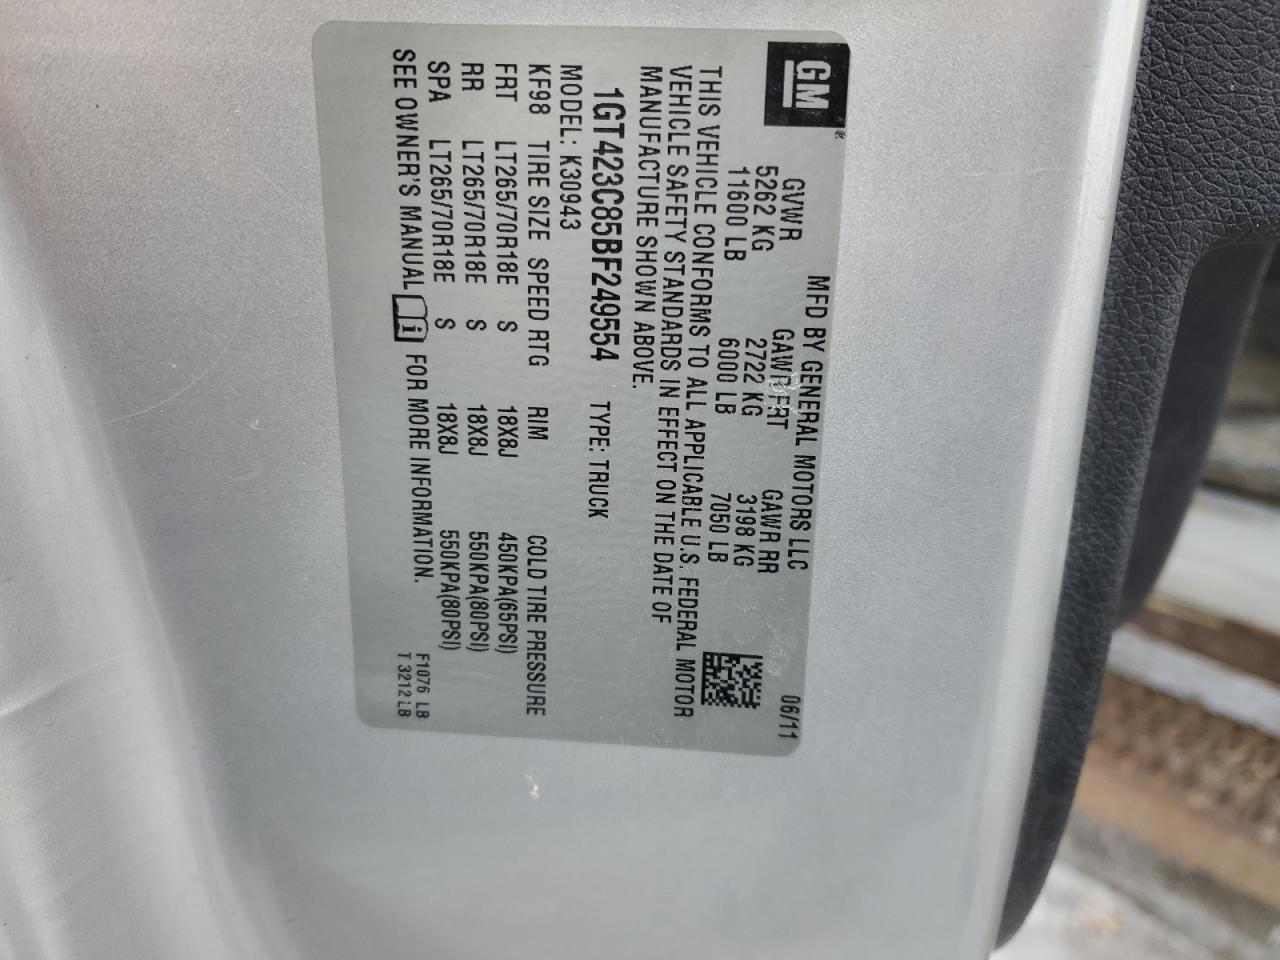 GM®
MFD BY GENERAL MOTORS LLC 06/11
GVWR GAWR FRT GAWR RR
5262 KG 2722 KG 3198 KG
11600 LB 6000 LB 7050 LB
THIS VEHICLE CONFORMS TO ALL APPLICABLE U.S. FEDERAL MOTOR
VEHICLE SAFETY STANDARDS IN EFFECT ON THE DATE OF
MANUFACTURE SHOWN ABOVE.
1GT423C85BF249554 TYPE: TRUCK
MODEL: K30943
KF98 TIRE SIZE SPEED RTG RIM COLD TIRE PRESSURE
FRT LT265/70R18E S 18X8J 450KPA(65PSI)
RR LT265/70R18E S 18X8J 550KPA(80PSI)
SPA LT265/70R18E S 18X8J 550KPA(80PSI)
SEE OWNER'S MANUAL i FOR MORE INFORMATION.
F1076 LB
T 3212 LB